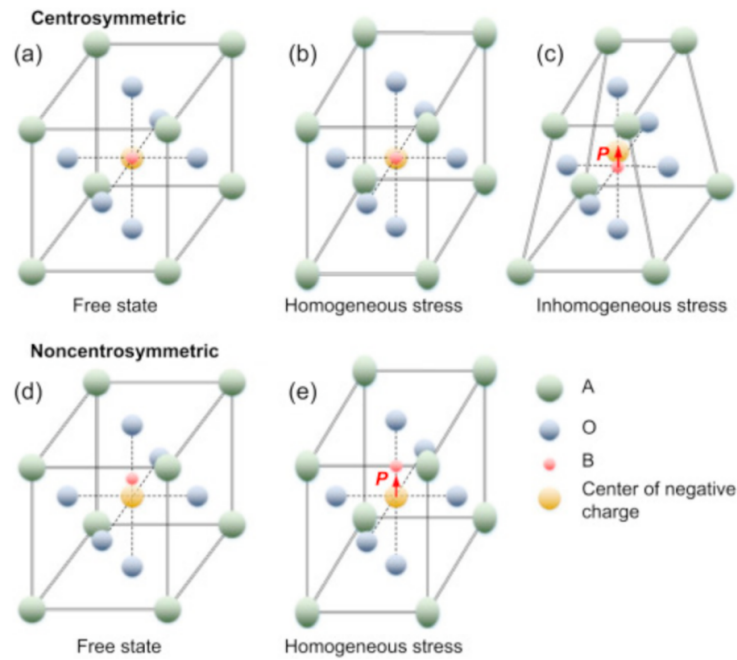 Centrosymmetric
(a)
(b)
(c)
P
Free state
Homogeneous stress
Inhomogeneous stress
Noncentrosymmetric
(d)
(e)
P
A
O
B
Center of negative
charge
Free state
Homogeneous stress